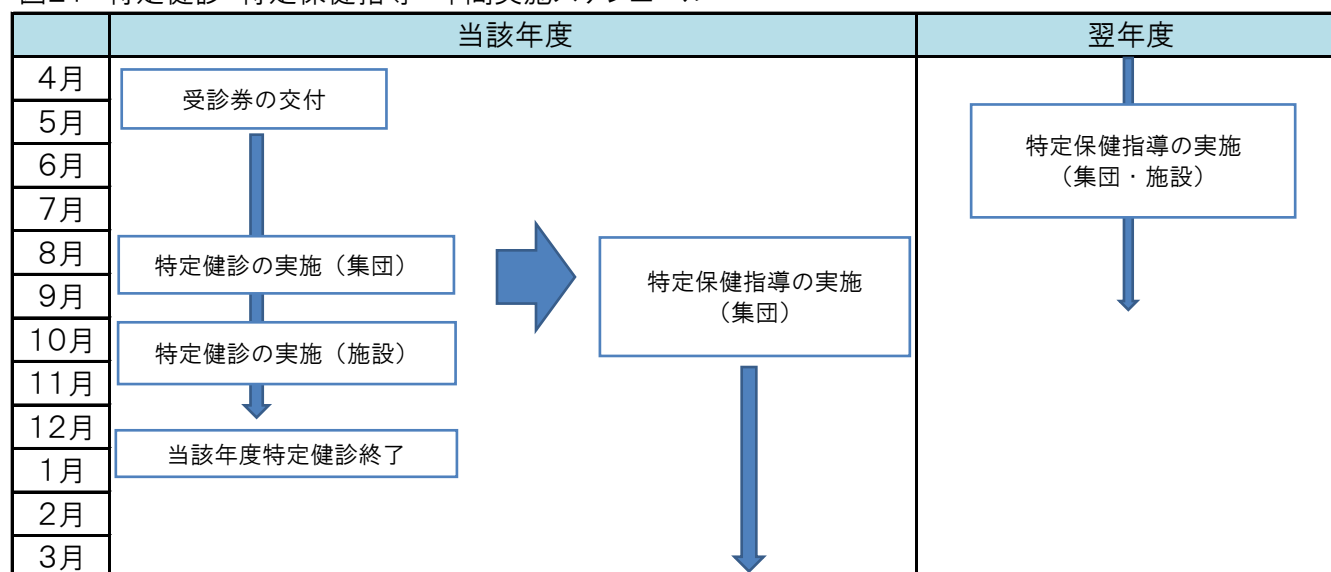 当該年度
翌年度
4月
5月
6月
7月
8月
9月
10月
11月
12月
1月
2月
3月
受診券の交付
特定健診の実施（集団）
特定健診の実施（施設）
当該年度特定健診終了
特定保健指導の実施
（集団）
特定保健指導の実施
（集団・施設）